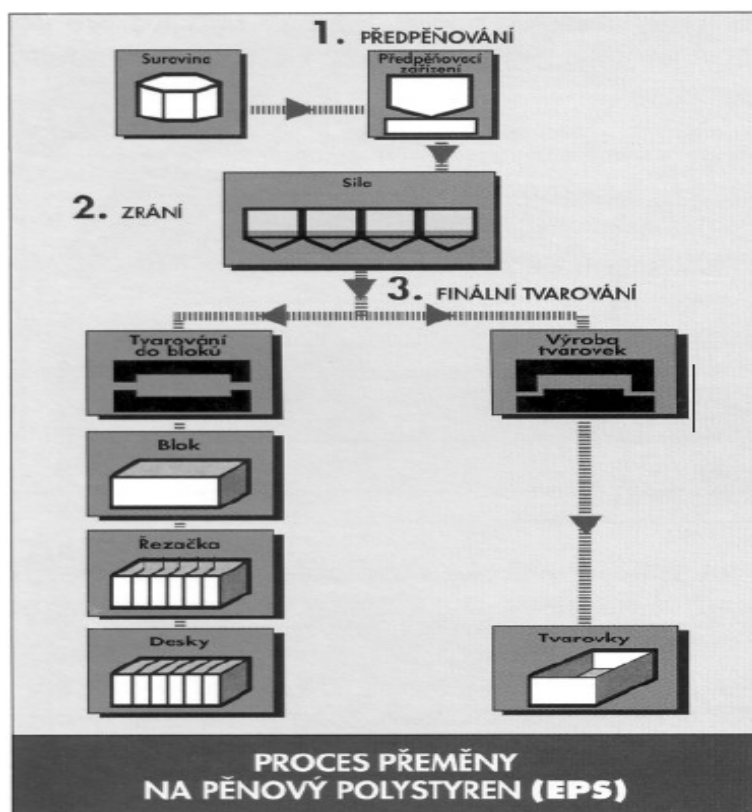 1. PŘEDPĚŇOVÁNÍ
Surovina
Předpěňovací
zařízení
Sila
2. ZRÁNÍ
3. FINÁLNÍ TVAROVÁNÍ
Tvarování
do bloků
Výroba
tvarovek
Blok
Řezačka
Desky
Tvarovky
PROCES PŘEMĚNY
NA PĚNOVÝ POLYSTYREN (EPS)